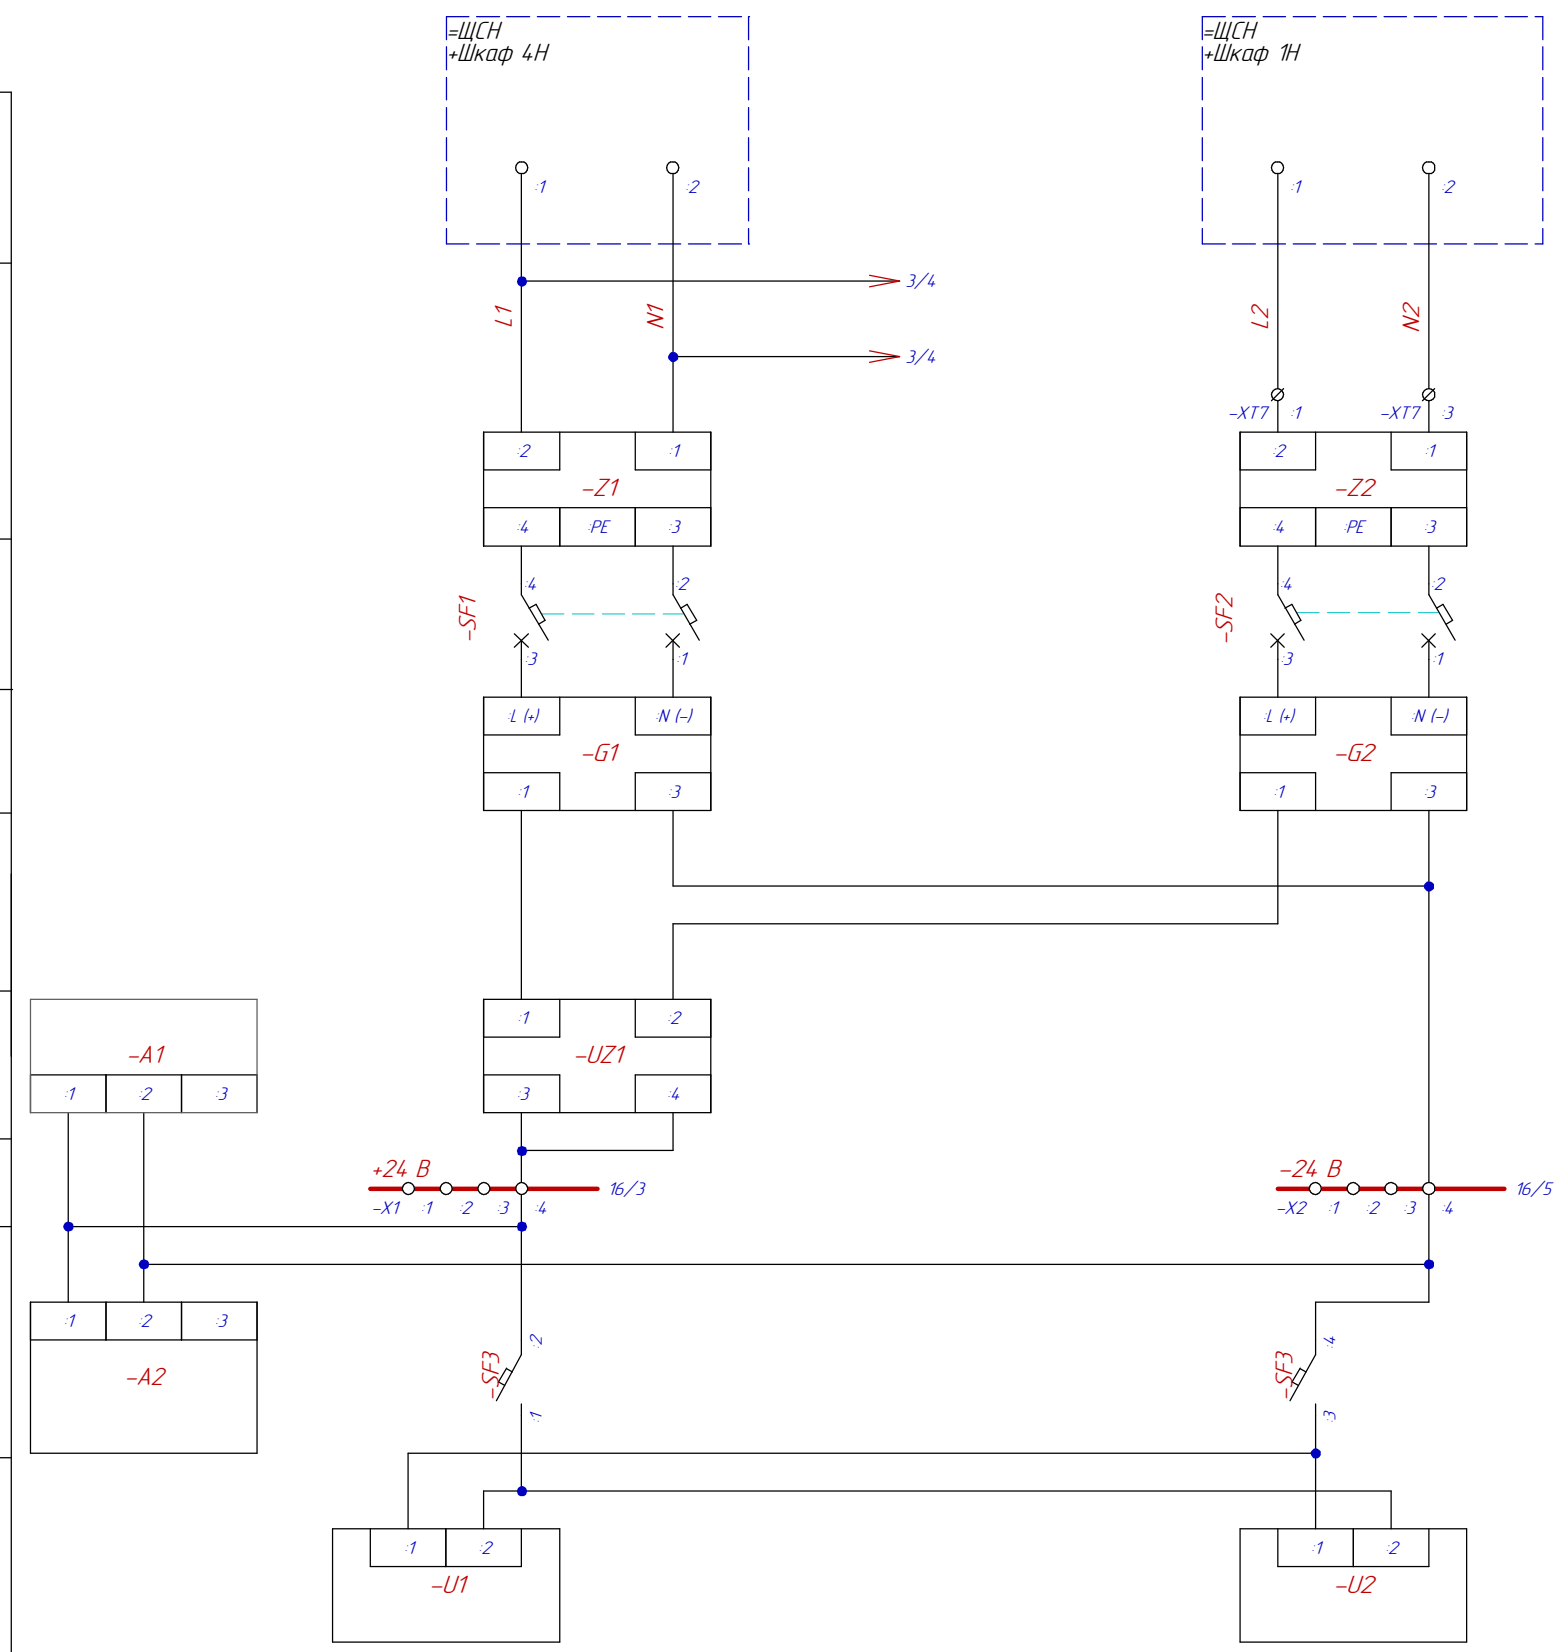 =ЩСН
+Шкаф 4Н
=ЩСН
+Шкаф 1Н
:1
:2
:1
:2
3/4
L1
N1
L2
N2
3/4
-XT7 :1
-XT7 :3
:2
:1
:2
:1
-Z1
-Z2
:4
:PE
:3
:4
:PE
:3
:4
:2
:4
:2
-SF1
-SF2
:3
:1
:3
:1
:L (+)
:N (-)
:L (+)
:N (-)
-G1
-G2
:1
:3
:1
:3
:1
:2
-A1
-UZ1
:1
:2
:3
:3
:4
+24 В
-24 В
16/3
16/5
-X1 :1 :2 :3 :4
-X2 :1 :2 :3 :4
:1
:2
:3
:2
:4
-A2
-SF3
-SF3
:1
:3
:1
:2
:1
:2
-U1
-U2